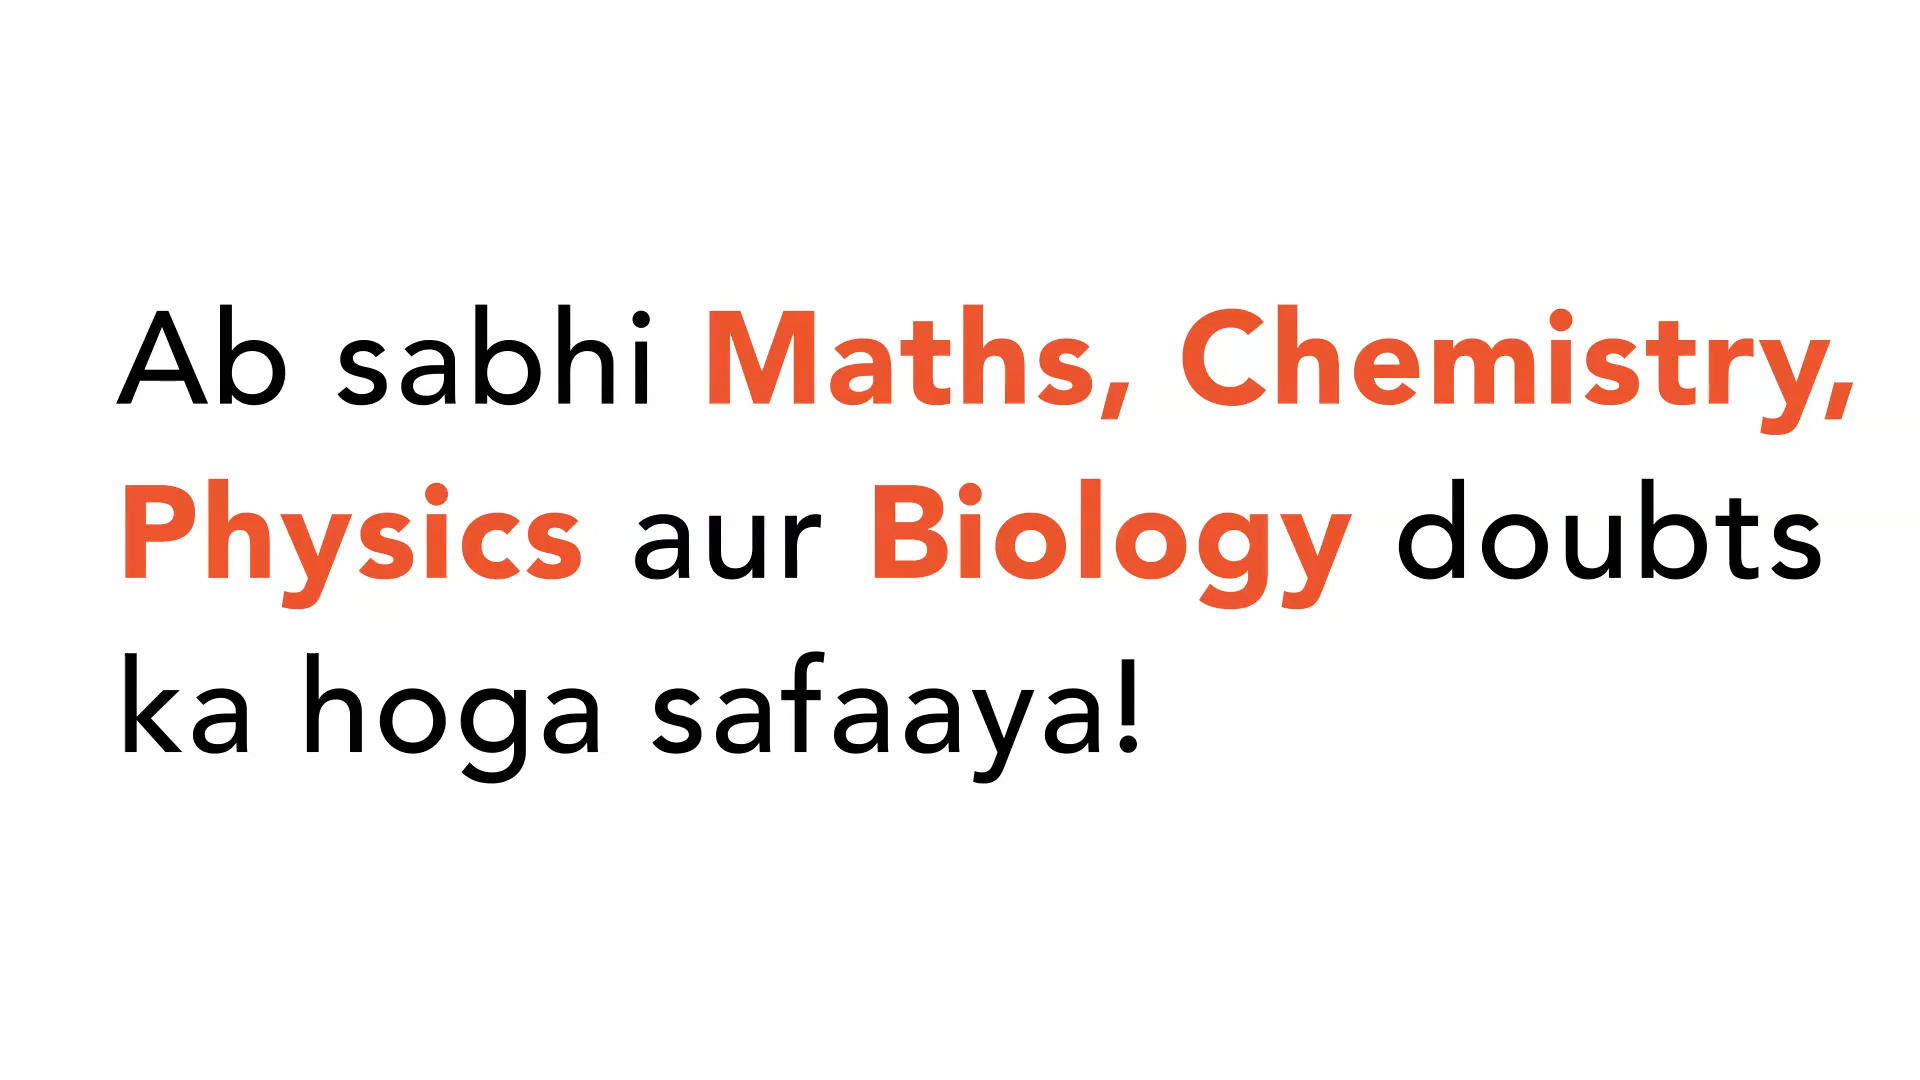 Ab sabhi Maths, Chemistry,
Physics aur Biology doubts
ka hoga safaaya!